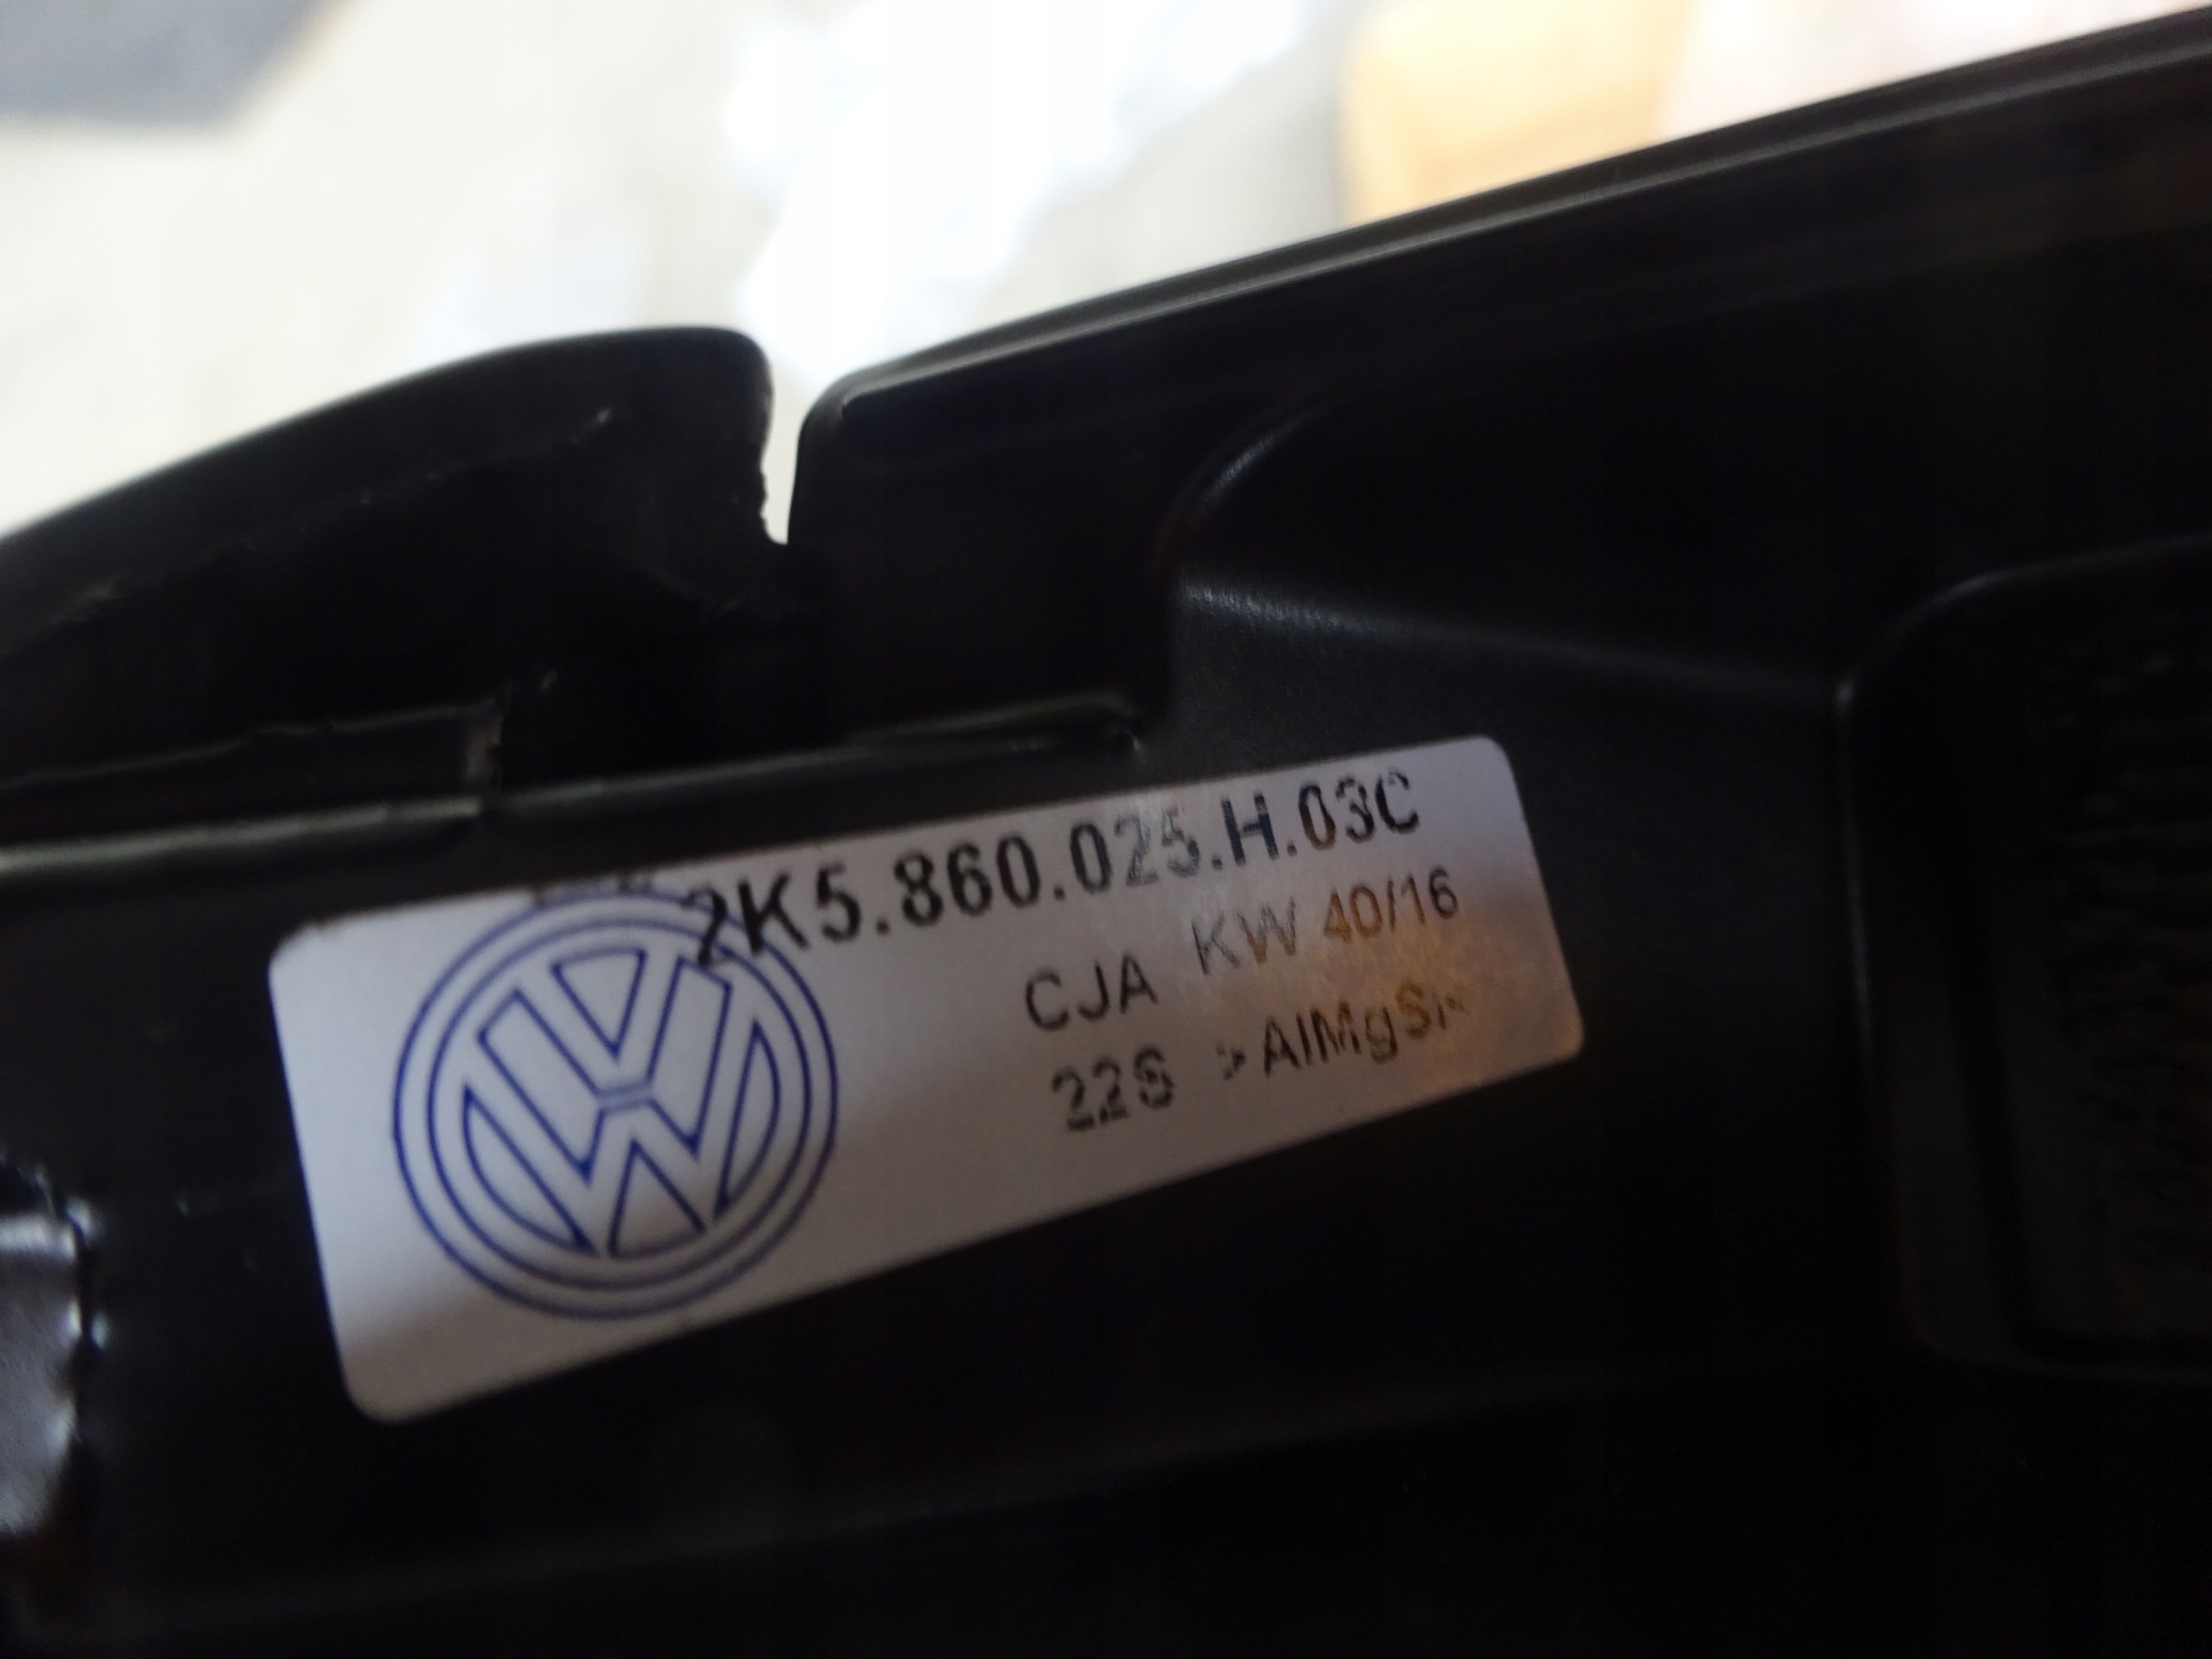 2K5.860.025.H.03C
CJA KW 40/16
22S >AlMgSi<